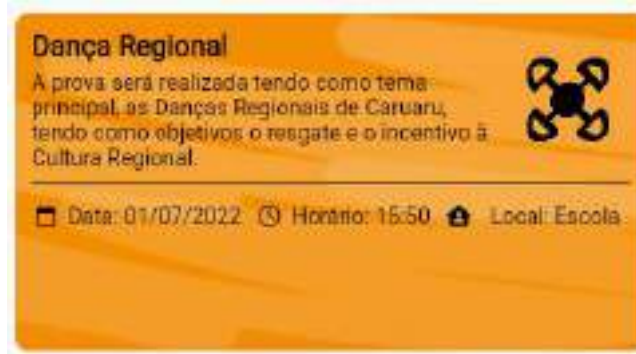 Dança Regional
A prova será realizada tendo como tema
principal, as Danças Regionais de Caruaru,
tendo como objetivos o resgate e o incentivo à
Cultura Regional.
Data: 01/07/2022 Horário: 15:50 Local: Escola